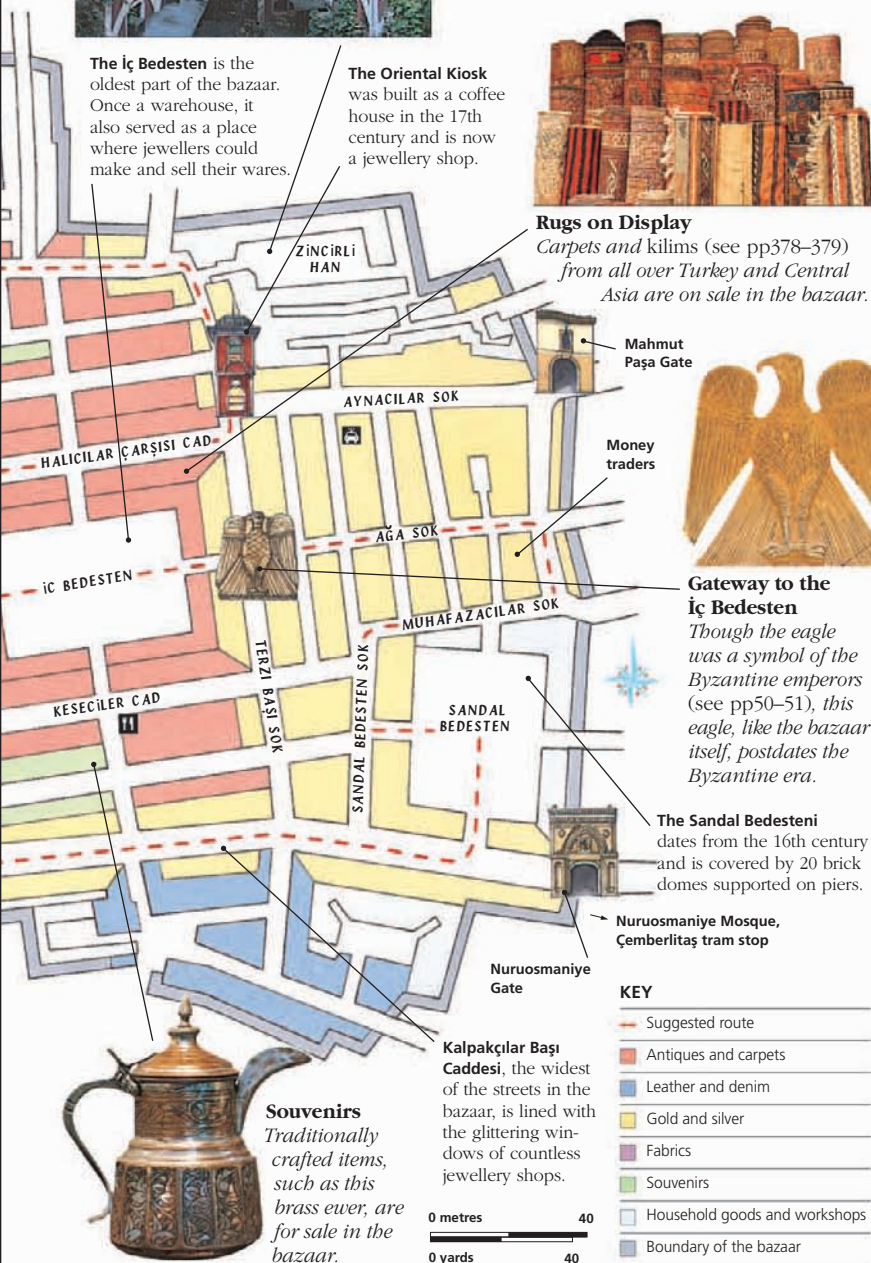 The İç Bedesten is the
oldest part of the bazaar.
Once a warehouse, it
also served as a place
where jewellers could
make and sell their wares.
The Oriental Kiosk
was built as a coffee
house in the 17th
century and is now
a jewellery shop.
Rugs on Display
Carpets and kilims (see pp378–379)
from all over Turkey and Central
Asia are on sale in the bazaar.
ZİNCİRLİ
HAN
Mahmut
Paşa Gate
AYNACILAR SOK
HALICILAR ÇARŞISI CAD
Money
traders
AĞA SOK
İC BEDESTEN
Gateway to the
İç Bedesten
Though the eagle
was a symbol of the
Byzantine emperors
(see pp50–51), this
eagle, like the bazaar
itself, postdates the
Byzantine era.
MUHAFAZACILAR SOK
TERZI BAŞI SOK
SANDAL BEDESTEN SOK
KESECİLER CAD
SANDAL
BEDESTEN
The Sandal Bedesteni
dates from the 16th century
and is covered by 20 brick
domes supported on piers.
Nuruosmaniye Mosque,
Çemberlitaş tram stop
Nuruosmaniye
Gate
Kalpakçılar Başı
Caddesi, the widest
of the streets in the
bazaar, is lined with
the glittering win-
dows of countless
jewellery shops.
Souvenirs
Traditionally
crafted items,
such as this
brass ewer, are
for sale in the
bazaar.
0 metres 40
0 yards 40
KEY
Suggested route
Antiques and carpets
Leather and denim
Gold and silver
Fabrics
Souvenirs
Household goods and workshops
Boundary of the bazaar